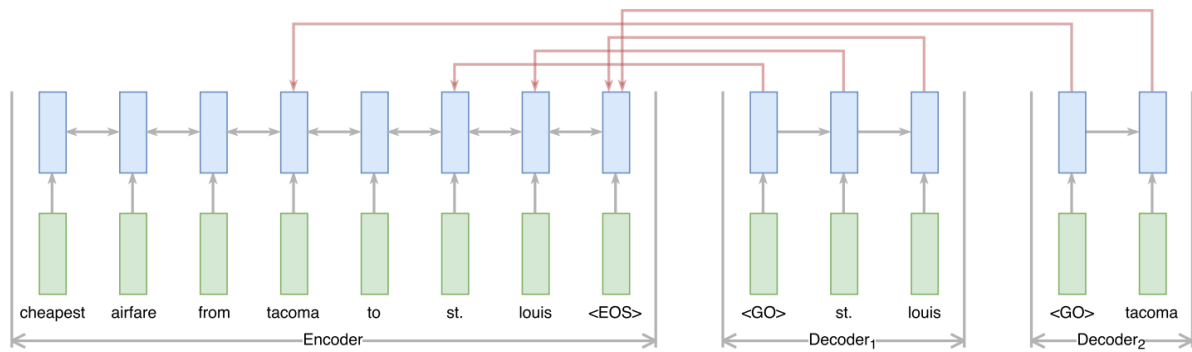 cheapest airfare from tacoma to st. louis <EOS> <GO> st. louis <GO> tacoma
Encoder Decoder₁ Decoder₂